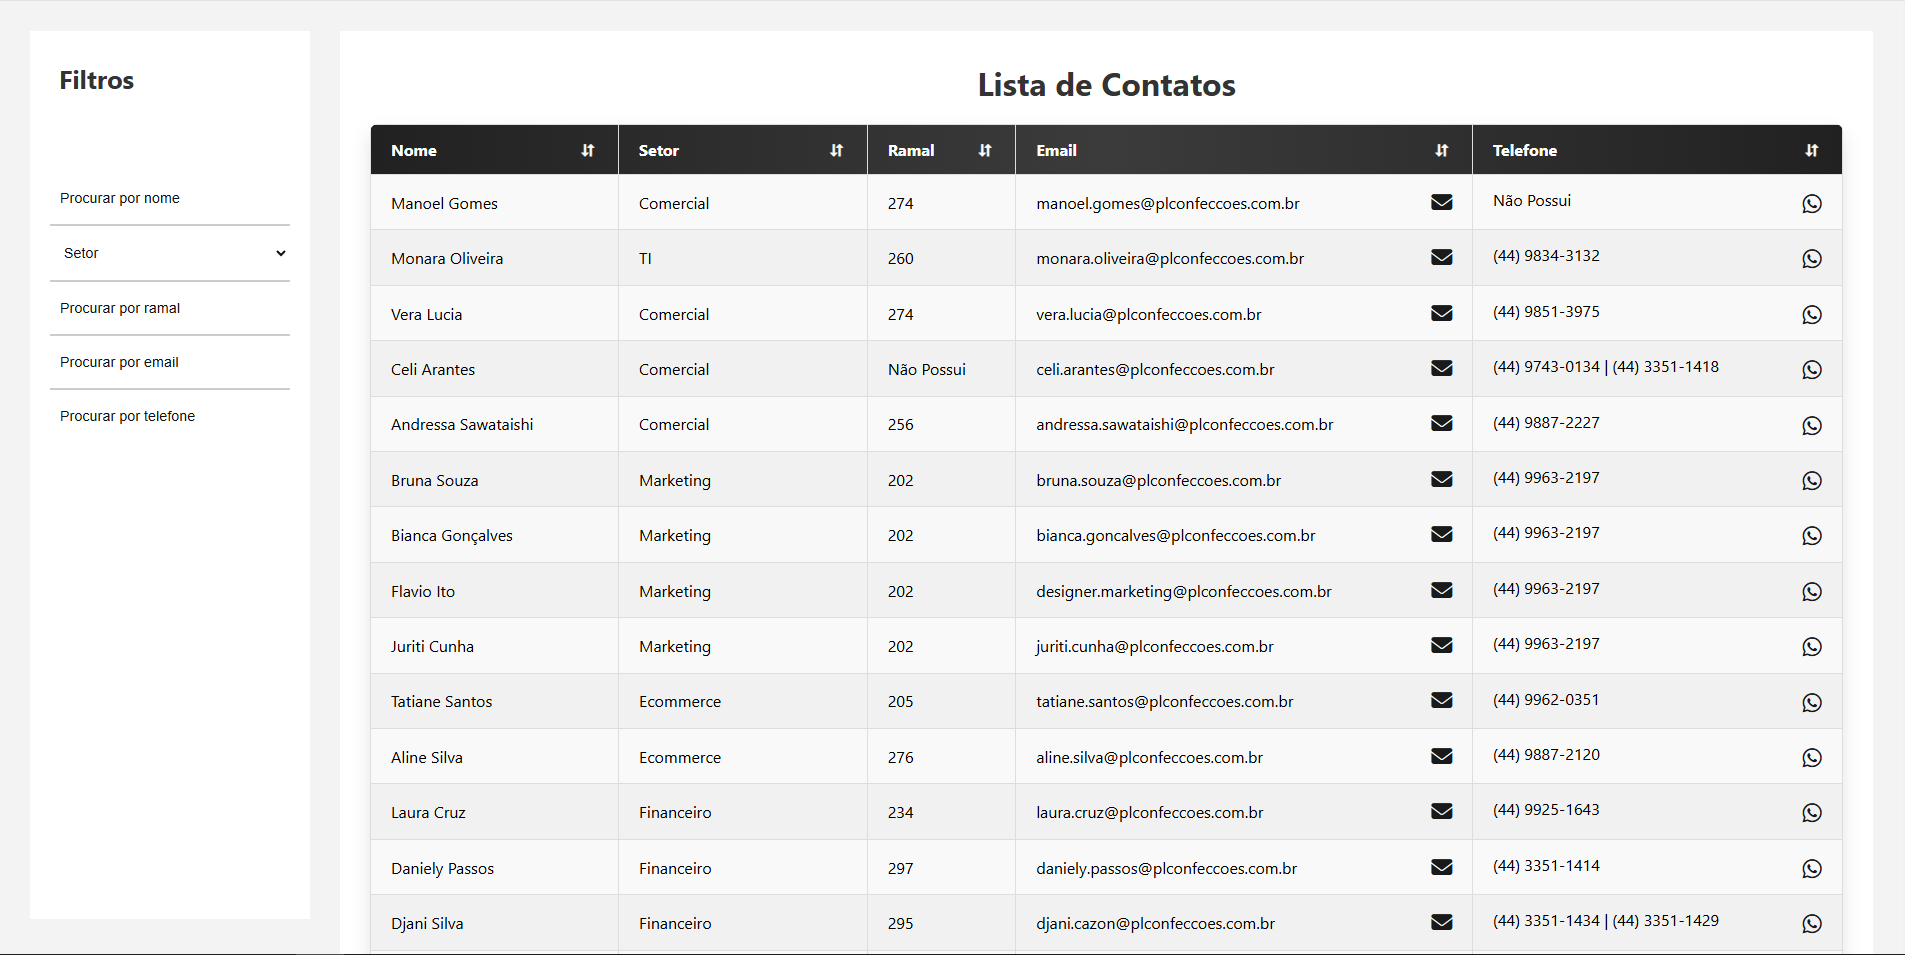 Filtros
Procurar por nome
Setor
Procurar por ramal
Procurar por email
Procurar por telefone
Lista de Contatos
Nome Setor Ramal Email Telefone
Manoel Gomes Comercial 274 manoel.gomes@plconfeccoes.com.br Não Possui
Monara Oliveira TI 260 monara.oliveira@plconfeccoes.com.br (44) 9834-3132
Vera Lucia Comercial 274 vera.lucia@plconfeccoes.com.br (44) 9851-3975
Celi Arantes Comercial Não Possui celi.arantes@plconfeccoes.com.br (44) 9743-0134 | (44) 3351-1418
Andressa Sawataishi Comercial 256 andressa.sawataishi@plconfeccoes.com.br (44) 9887-2227
Bruna Souza Marketing 202 bruna.souza@plconfeccoes.com.br (44) 9963-2197
Bianca Gonçalves Marketing 202 bianca.goncalves@plconfeccoes.com.br (44) 9963-2197
Flavio Ito Marketing 202 designer.marketing@plconfeccoes.com.br (44) 9963-2197
Juriti Cunha Marketing 202 juriti.cunha@plconfeccoes.com.br (44) 9963-2197
Tatiane Santos Ecommerce 205 tatiane.santos@plconfeccoes.com.br (44) 9962-0351
Aline Silva Ecommerce 276 aline.silva@plconfeccoes.com.br (44) 9887-2120
Laura Cruz Financeiro 234 laura.cruz@plconfeccoes.com.br (44) 9925-1643
Daniely Passos Financeiro 297 daniely.passos@plconfeccoes.com.br (44) 3351-1414
Djani Silva Financeiro 295 djani.cazon@plconfeccoes.com.br (44) 3351-1434 | (44) 3351-1429